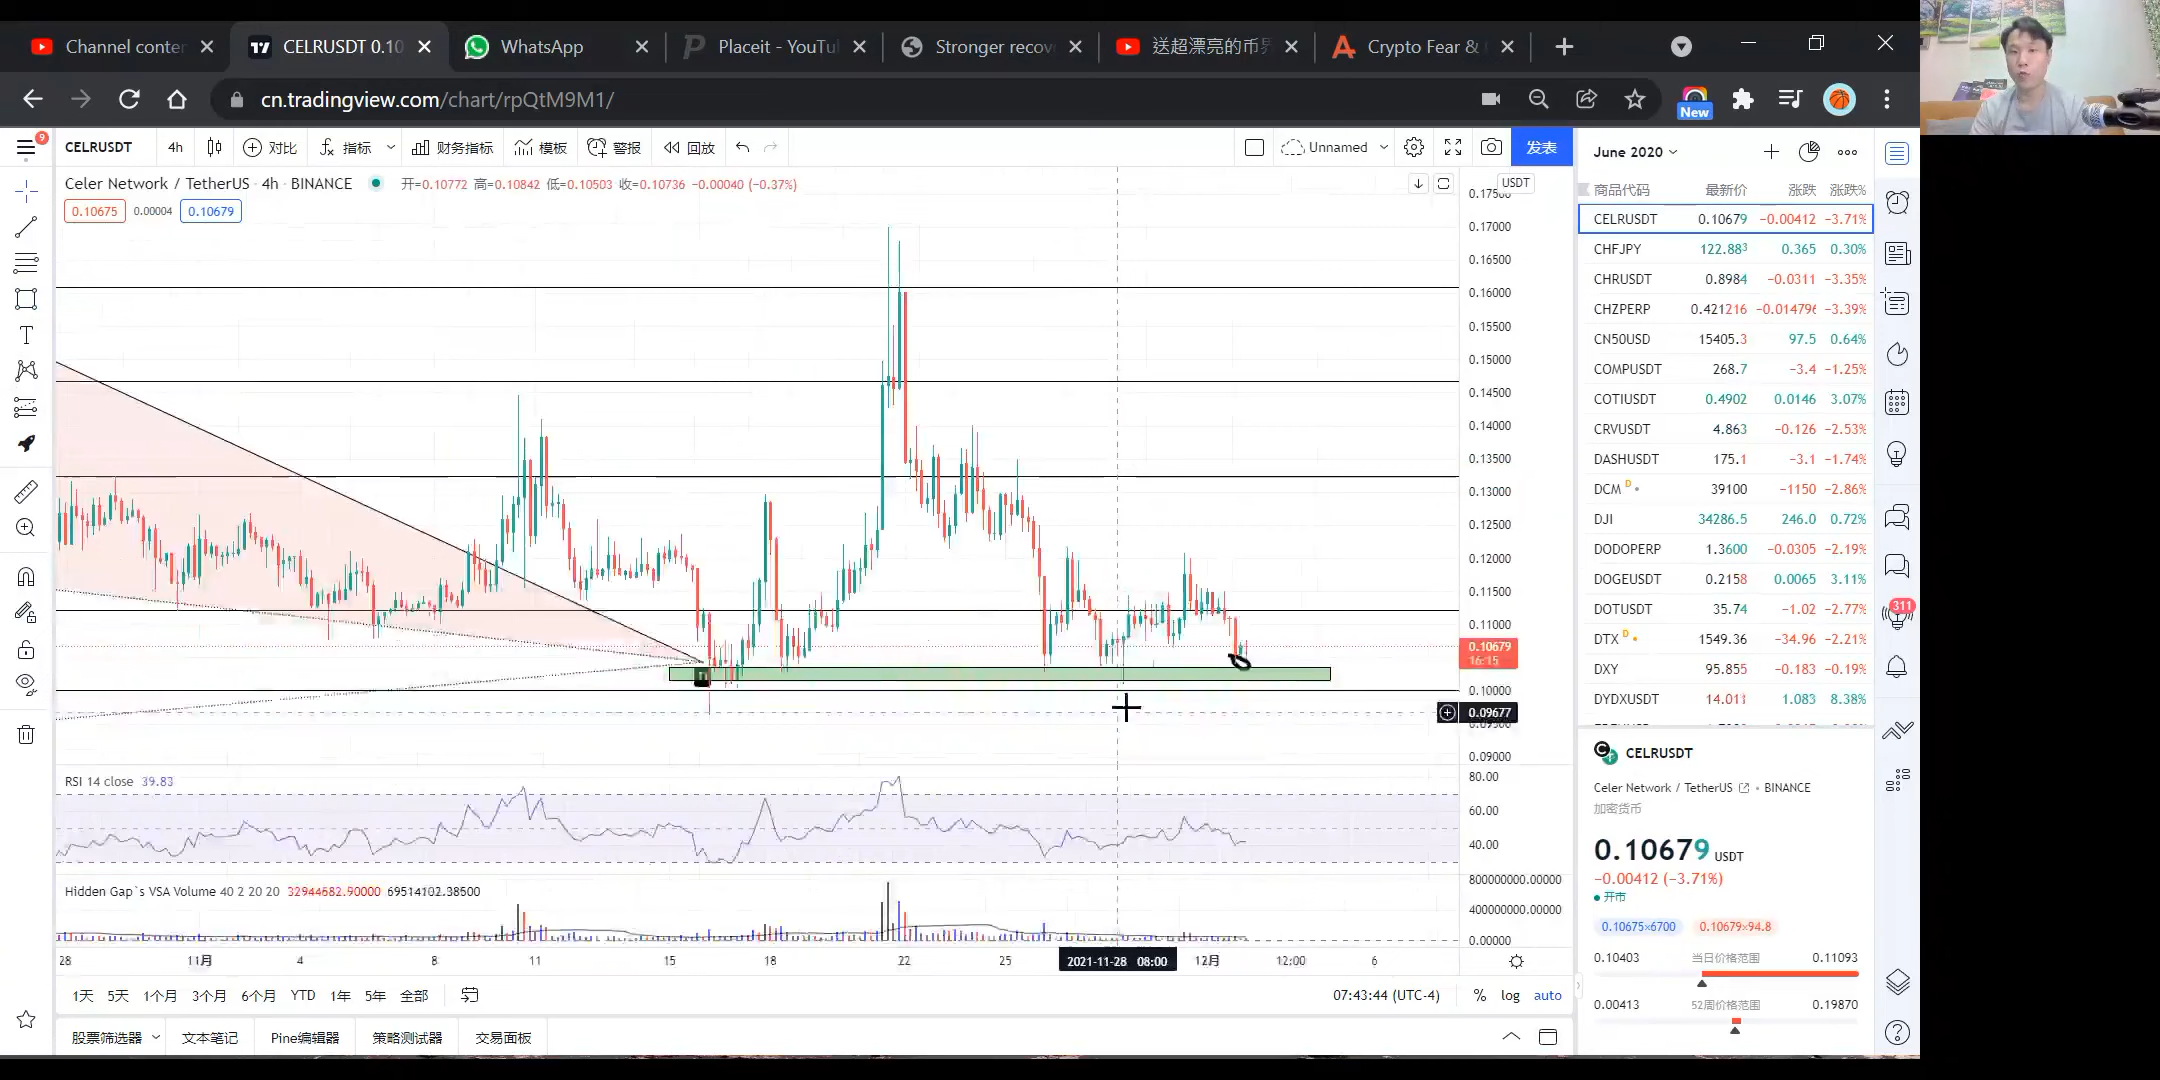 Channel conten
CELRUSDT 0.10
WhatsApp
Placeit - YouTu
Stronger recov
送超漂亮的币界
Crypto Fear &
cn.tradingview.com/chart/rpQtM9M1/
New
9
CELRUSDT
4h
对比
指标
财务指标
模板
警报
回放
Unnamed
发表
Celer Network / TetherUS · 4h · BINANCE
开=0.10772 高=0.10842 低=0.10503 收=0.10736 −0.00040 (−0.37%)
0.10675
0.00004
0.10679
USDT
0.17500
0.17000
0.16500
0.16000
0.15500
0.15000
0.14500
0.14000
0.13500
0.13000
0.12500
0.12000
0.11500
0.11000
0.10679
16:15
0.10000
0.09677
0.09500
0.09000
RSI 14 close 39.83
80.00
60.00
40.00
Hidden Gap`s VSA Volume 40 2 20 20 32944682.90000 69514102.38500
800000000.00000
400000000.00000
0.00000
28
11月
4
8
11
15
18
22
25
2021-11-28 08:00
12月
12:00
6
1天
5天
1个月
3个月
6个月
YTD
1年
5年
全部
07:43:44 (UTC-4)
%
log
auto
股票筛选器
文本笔记
Pine编辑器
策略测试器
交易面板
June 2020
商品代码 最新价 涨跌 涨跌%
CELRUSDT 0.10679 −0.00412 −3.71%
CHFJPY 122.883 0.365 0.30%
CHRUSDT 0.8984 −0.0311 −3.35%
CHZPERP 0.421216 −0.014796 −3.39%
CN50USD 15405.3 97.5 0.64%
COMPUSDT 268.7 −3.4 −1.25%
COTIUSDT 0.4902 0.0146 3.07%
CRVUSDT 4.863 −0.126 −2.53%
DASHUSDT 175.1 −3.1 −1.74%
DCM D 39100 −1150 −2.86%
DJI 34286.5 246.0 0.72%
DODOPERP 1.3600 −0.0305 −2.19%
DOGEUSDT 0.2158 0.0065 3.11%
DOTUSDT 35.74 −1.02 −2.77%
DTX D 1549.36 −34.96 −2.21%
DXY 95.855 −0.183 −0.19%
DYDXUSDT 14.011 1.083 8.38%
311
CELRUSDT
Celer Network / TetherUS · BINANCE
加密货币
0.10679 USDT
−0.00412 (−3.71%)
开市
0.10675×6700
0.10679×94.8
0.10403 当日价格范围 0.11093
0.00413 52周价格范围 0.19870